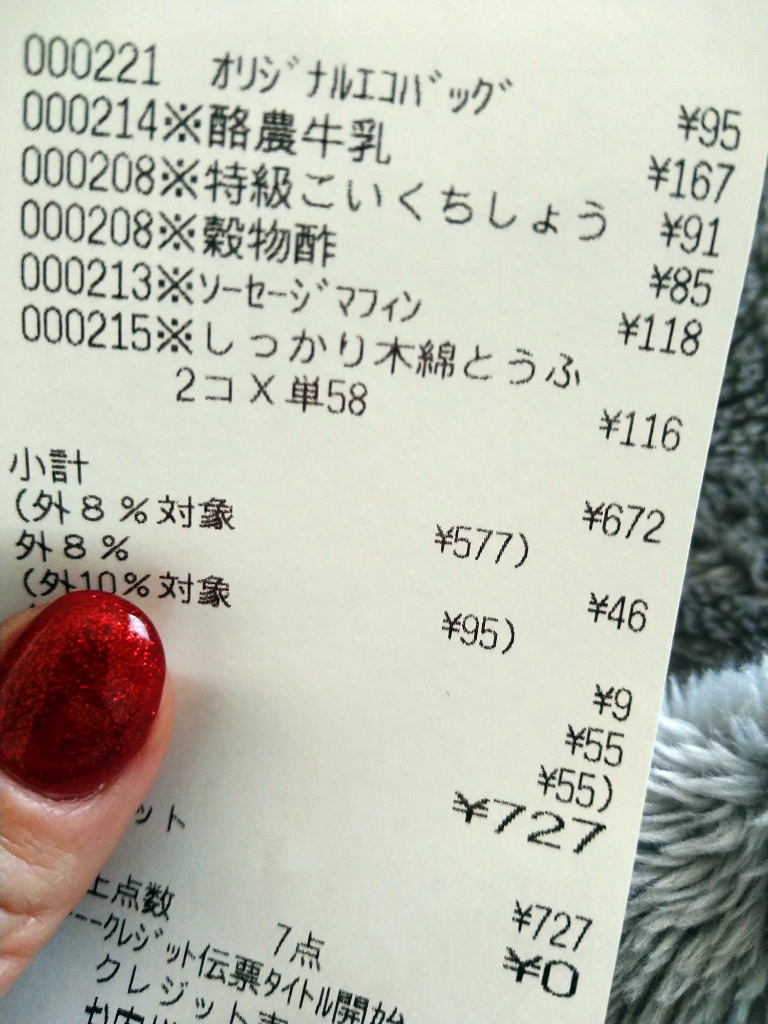 000221 オリジナルエコバッグ ¥95
000214※酪農牛乳 ¥167
000208※特級こいくちしょう ¥91
000208※穀物酢 ¥85
000213※ソーセージマフィン ¥118
000215※しっかり木綿とうふ
2コX単58 ¥116
小計 ¥672
(外8%対象 ¥577)
外8% ¥46
(外10%対象 ¥95)
¥9
¥55
¥55)
¥727
ット ¥727
上点数 7点 ¥0
クレジット伝票タイトル開始
クレジット